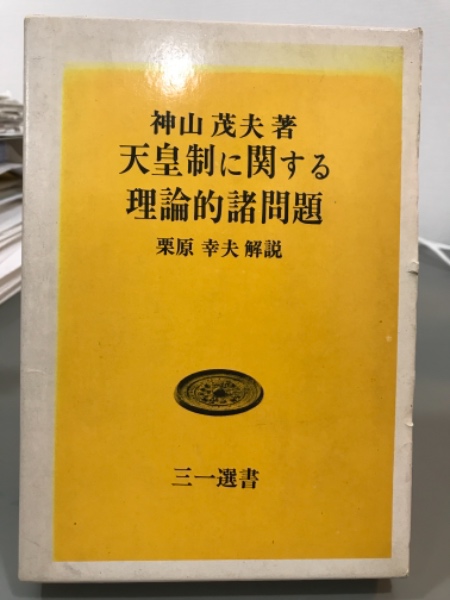 神山 茂夫 著
天皇制に関する
理論的諸問題
栗原 幸夫 解説
三一選書